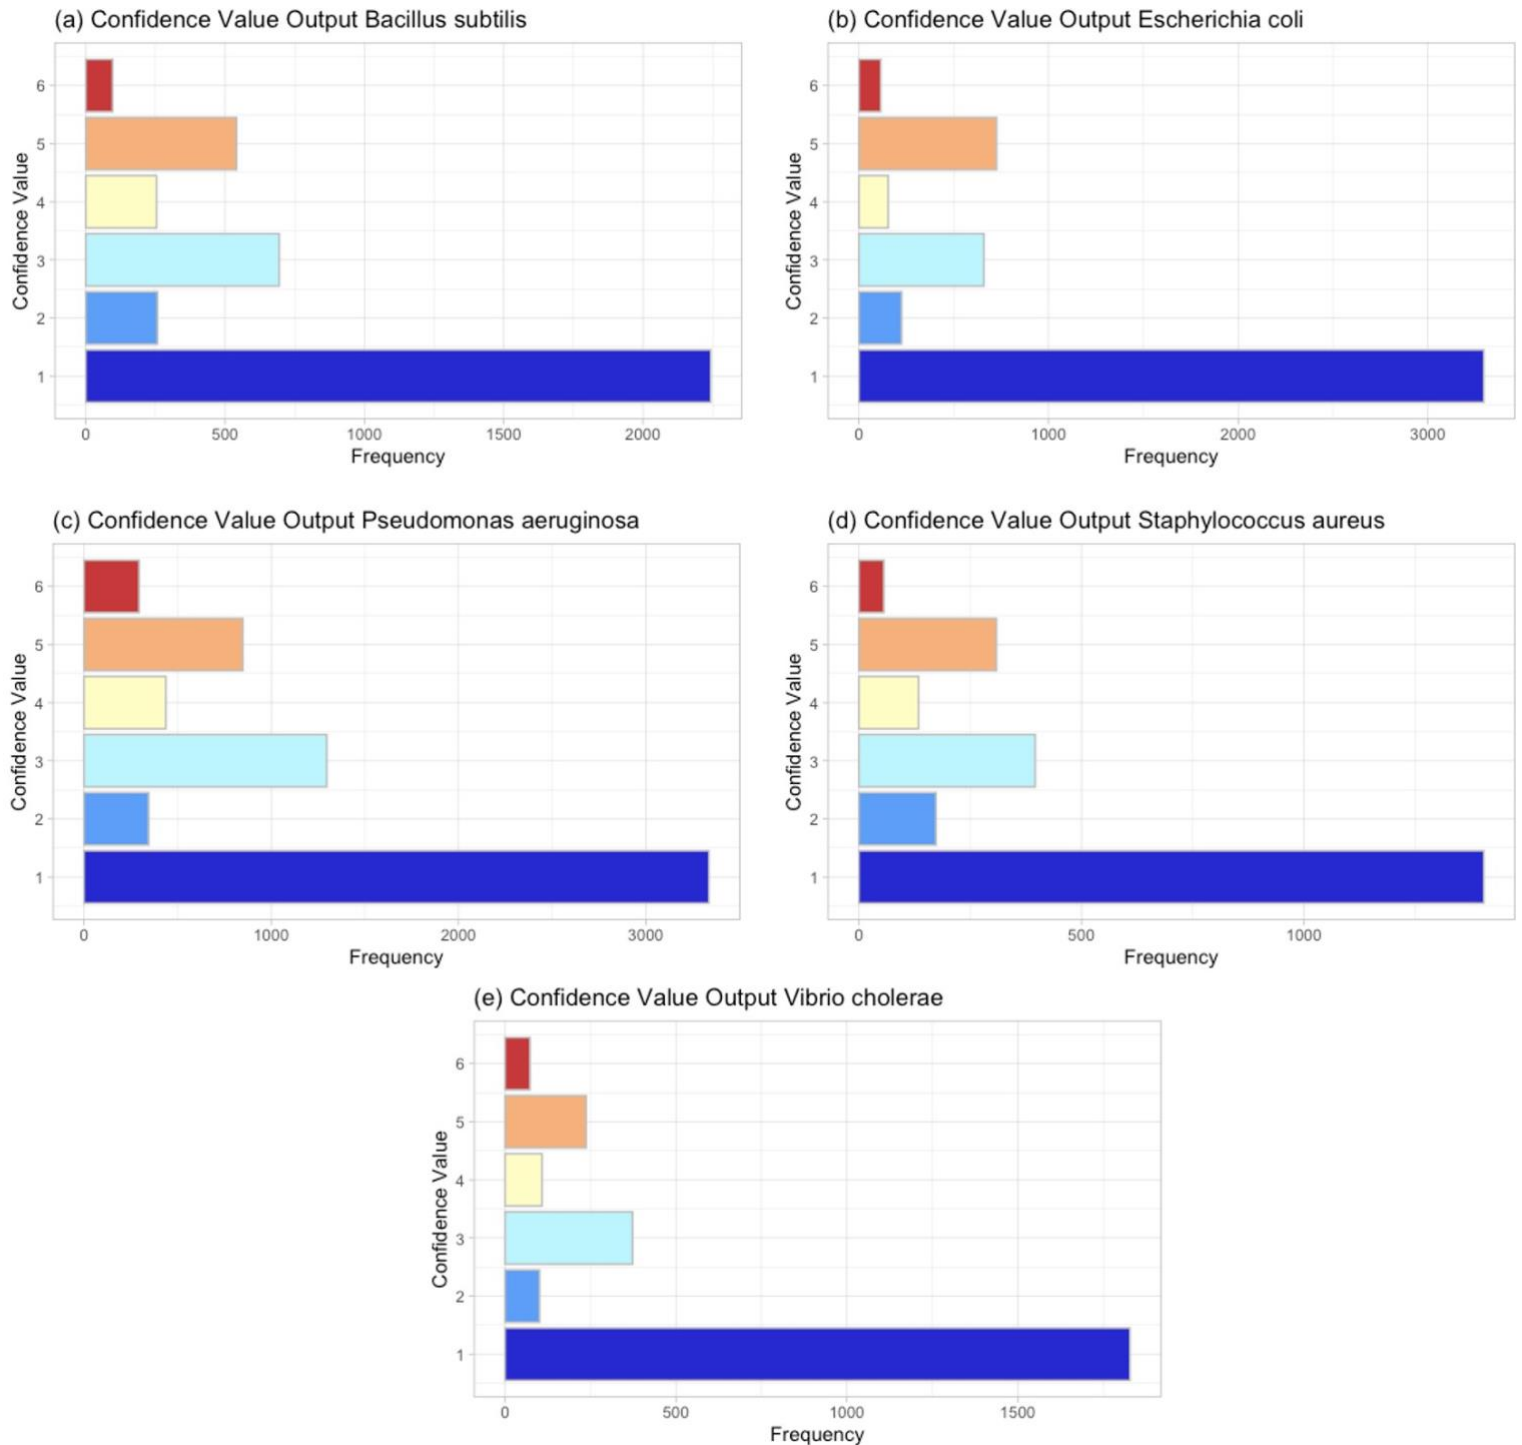 (a) Confidence Value Output Bacillus subtilis
Confidence Value
6
5
4
3
2
1
0 500 1000 1500 2000
Frequency
(b) Confidence Value Output Escherichia coli
Confidence Value
6
5
4
3
2
1
0 1000 2000 3000
Frequency
(c) Confidence Value Output Pseudomonas aeruginosa
Confidence Value
6
5
4
3
2
1
0 1000 2000 3000
Frequency
(d) Confidence Value Output Staphylococcus aureus
Confidence Value
6
5
4
3
2
1
0 500 1000
Frequency
(e) Confidence Value Output Vibrio cholerae
Confidence Value
6
5
4
3
2
1
0 500 1000 1500
Frequency